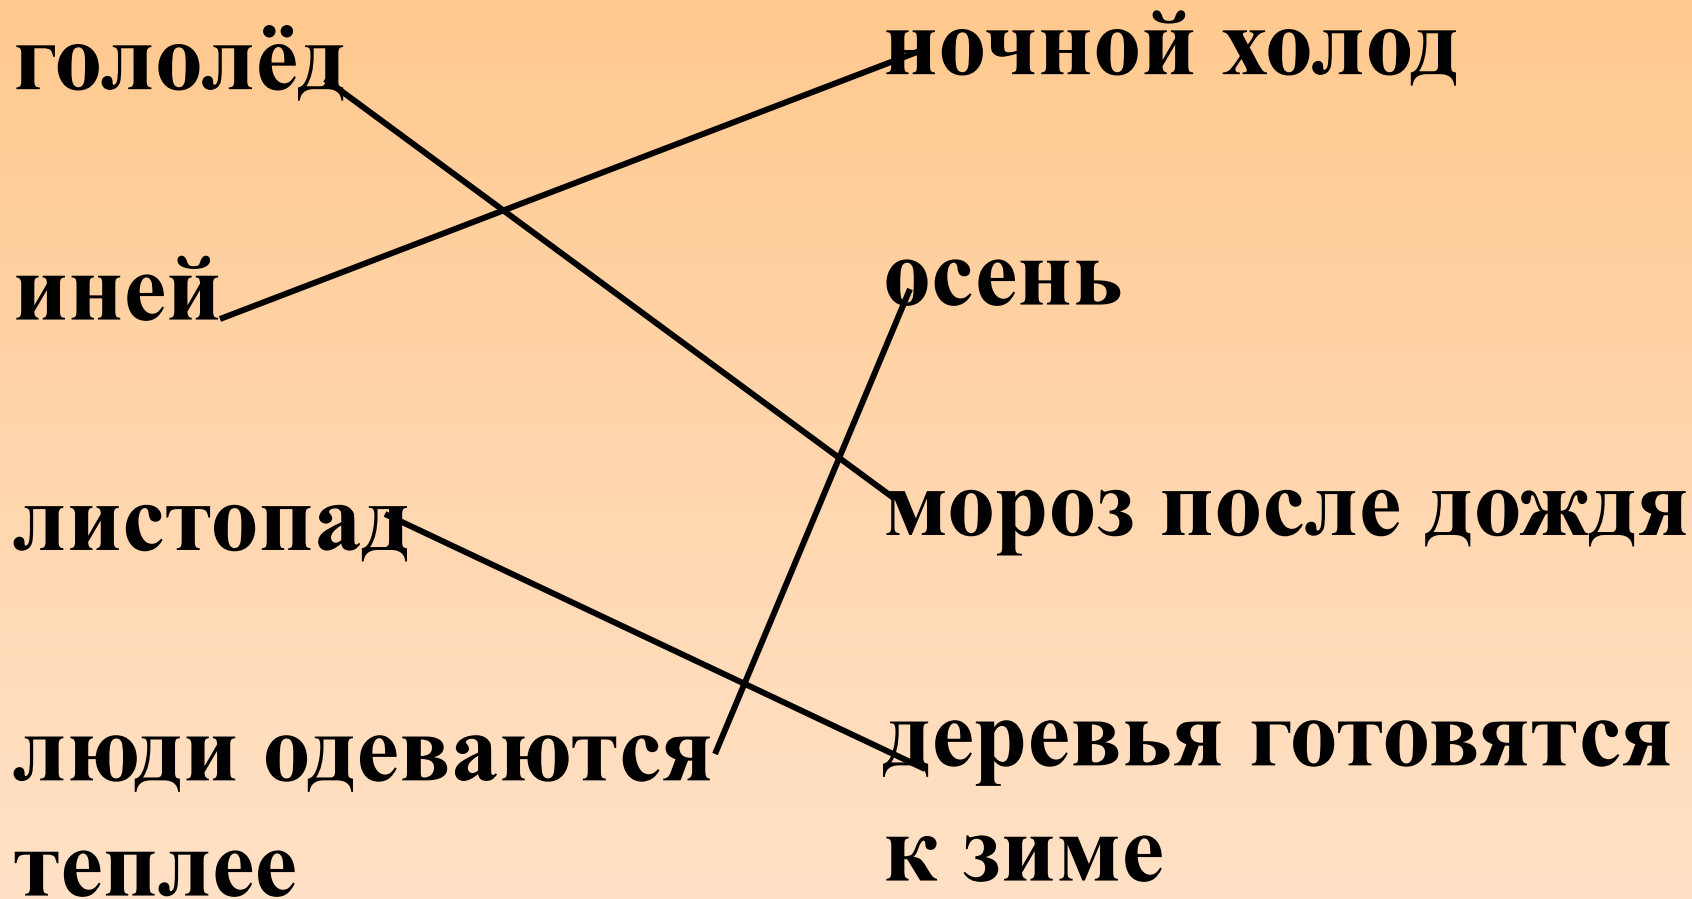 гололёд
иней
листопад
люди одеваются
теплее
ночной холод
осень
мороз после дождя
деревья готовятся
к зиме